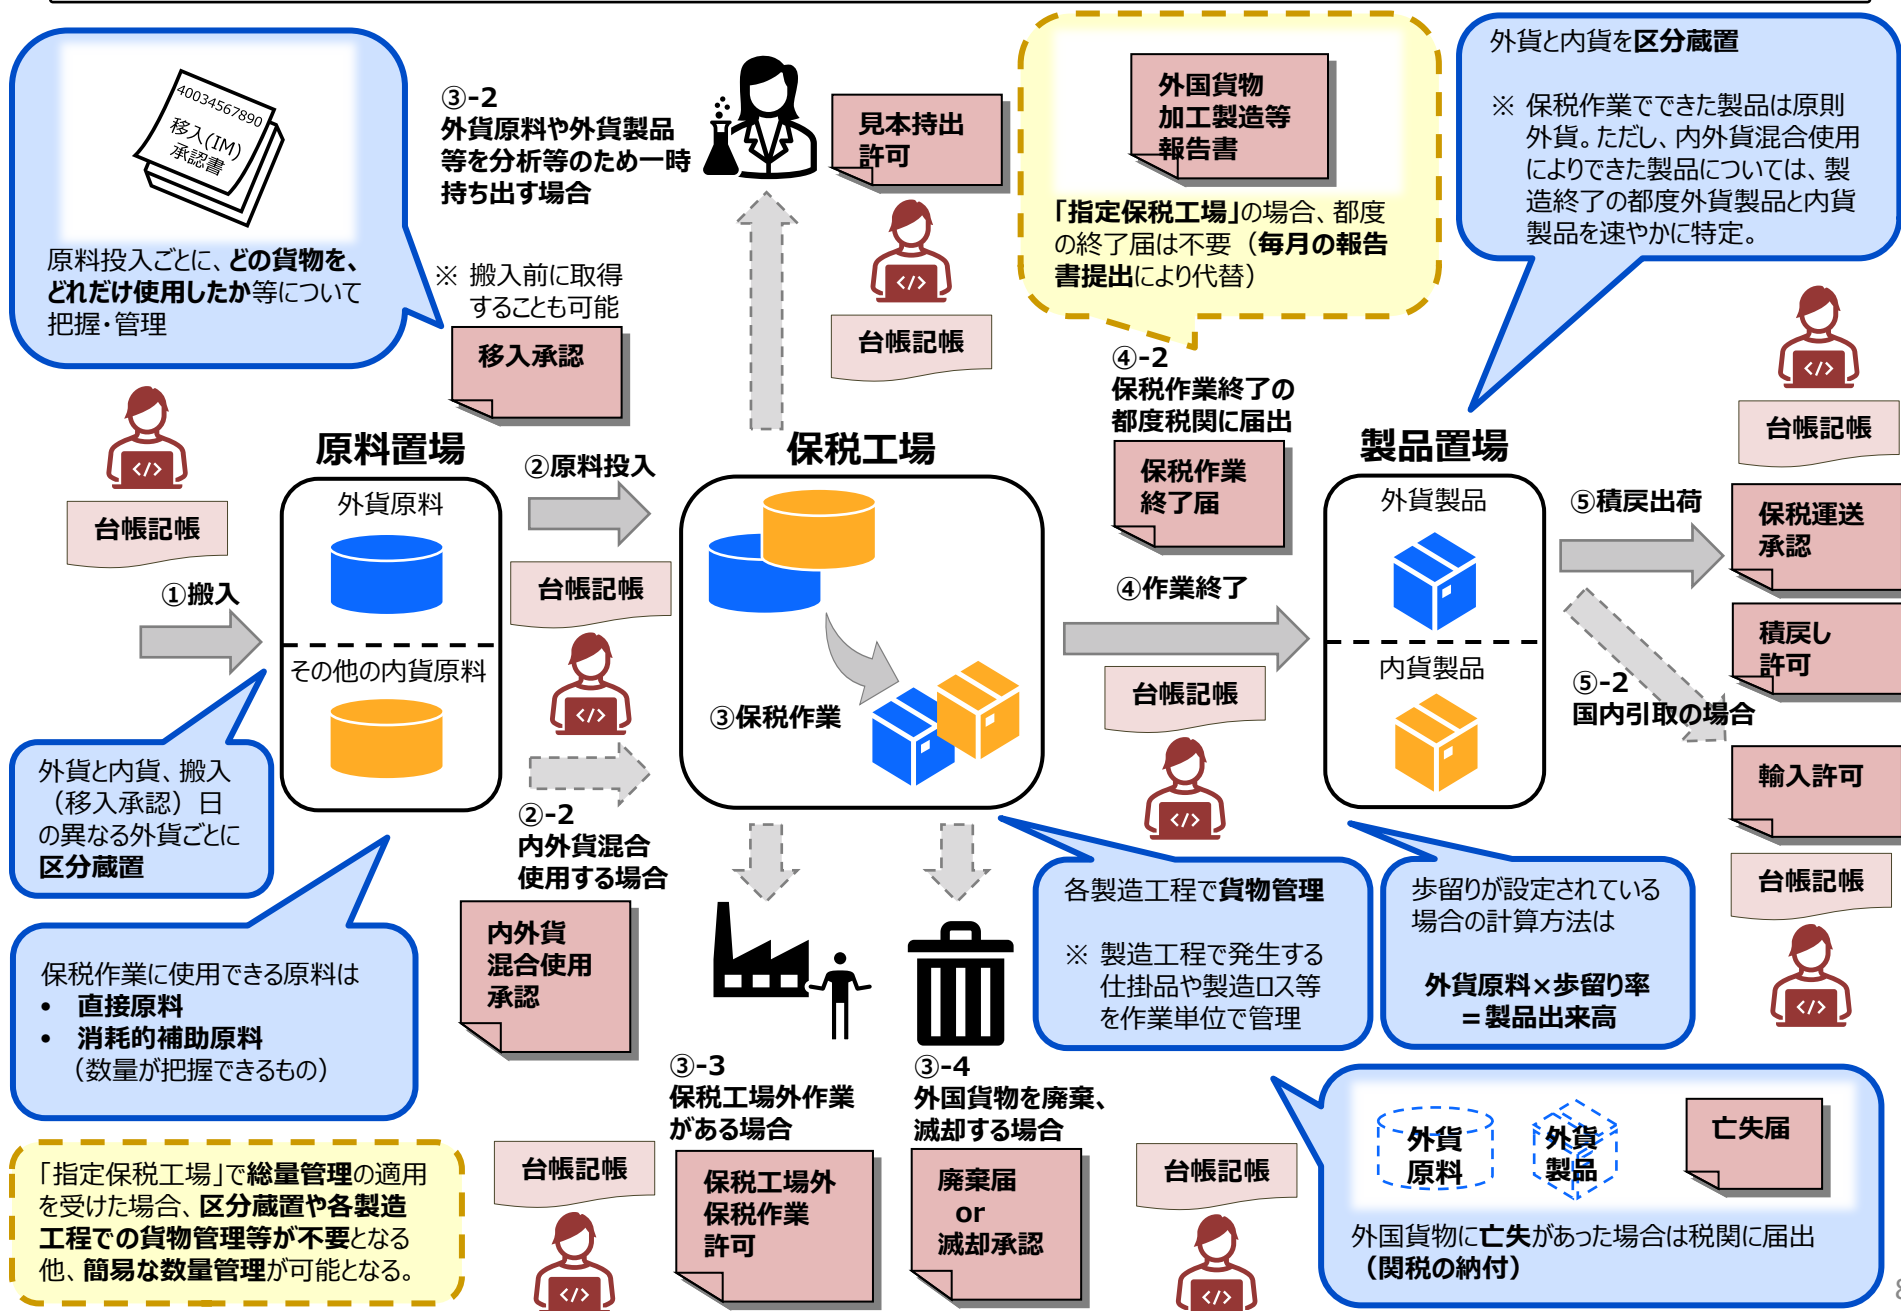 40034567890
移入(IM)
承認書
原料投入ごとに、どの貨物を、
どれだけ使用したか等について
把握・管理
③-2
外貨原料や外貨製品
等を分析等のため一時
持ち出す場合
見本持出
許可
台帳記帳
※ 搬入前に取得
することも可能
移入承認
外国貨物
加工製造等
報告書
「指定保税工場」の場合、都度
の終了届は不要（毎月の報告
書提出により代替）
外貨と内貨を区分蔵置
※ 保税作業でできた製品は原則
外貨。ただし、内外貨混合使用
によりできた製品については、製
造終了の都度外貨製品と内貨
製品を速やかに特定。
台帳記帳
①搬入
原料置場
外貨原料
その他の内貨原料
②原料投入
台帳記帳
②-2
内外貨混合
使用する場合
内外貨
混合使用
承認
保税工場
③保税作業
④-2
保税作業終了の
都度税関に届出
保税作業
終了届
④作業終了
台帳記帳
製品置場
外貨製品
内貨製品
台帳記帳
⑤積戻出荷
保税運送
承認
積戻し
許可
⑤-2
国内引取の場合
輸入許可
台帳記帳
外貨と内貨、搬入
（移入承認）日
の異なる外貨ごとに
区分蔵置
保税作業に使用できる原料は
• 直接原料
• 消耗的補助原料
（数量が把握できるもの）
各製造工程で貨物管理
※ 製造工程で発生する
仕掛品や製造ロス等
を作業単位で管理
歩留りが設定されている
場合の計算方法は
外貨原料×歩留り率
＝製品出来高
「指定保税工場」で総量管理の適用
を受けた場合、区分蔵置や各製造
工程での貨物管理等が不要となる
他、簡易な数量管理が可能となる。
台帳記帳
③-3
保税工場外作業
がある場合
保税工場外
保税作業
許可
③-4
外国貨物を廃棄、
滅却する場合
廃棄届
or
滅却承認
台帳記帳
外貨
原料
外貨
製品
亡失届
外国貨物に亡失があった場合は税関に届出
（関税の納付）